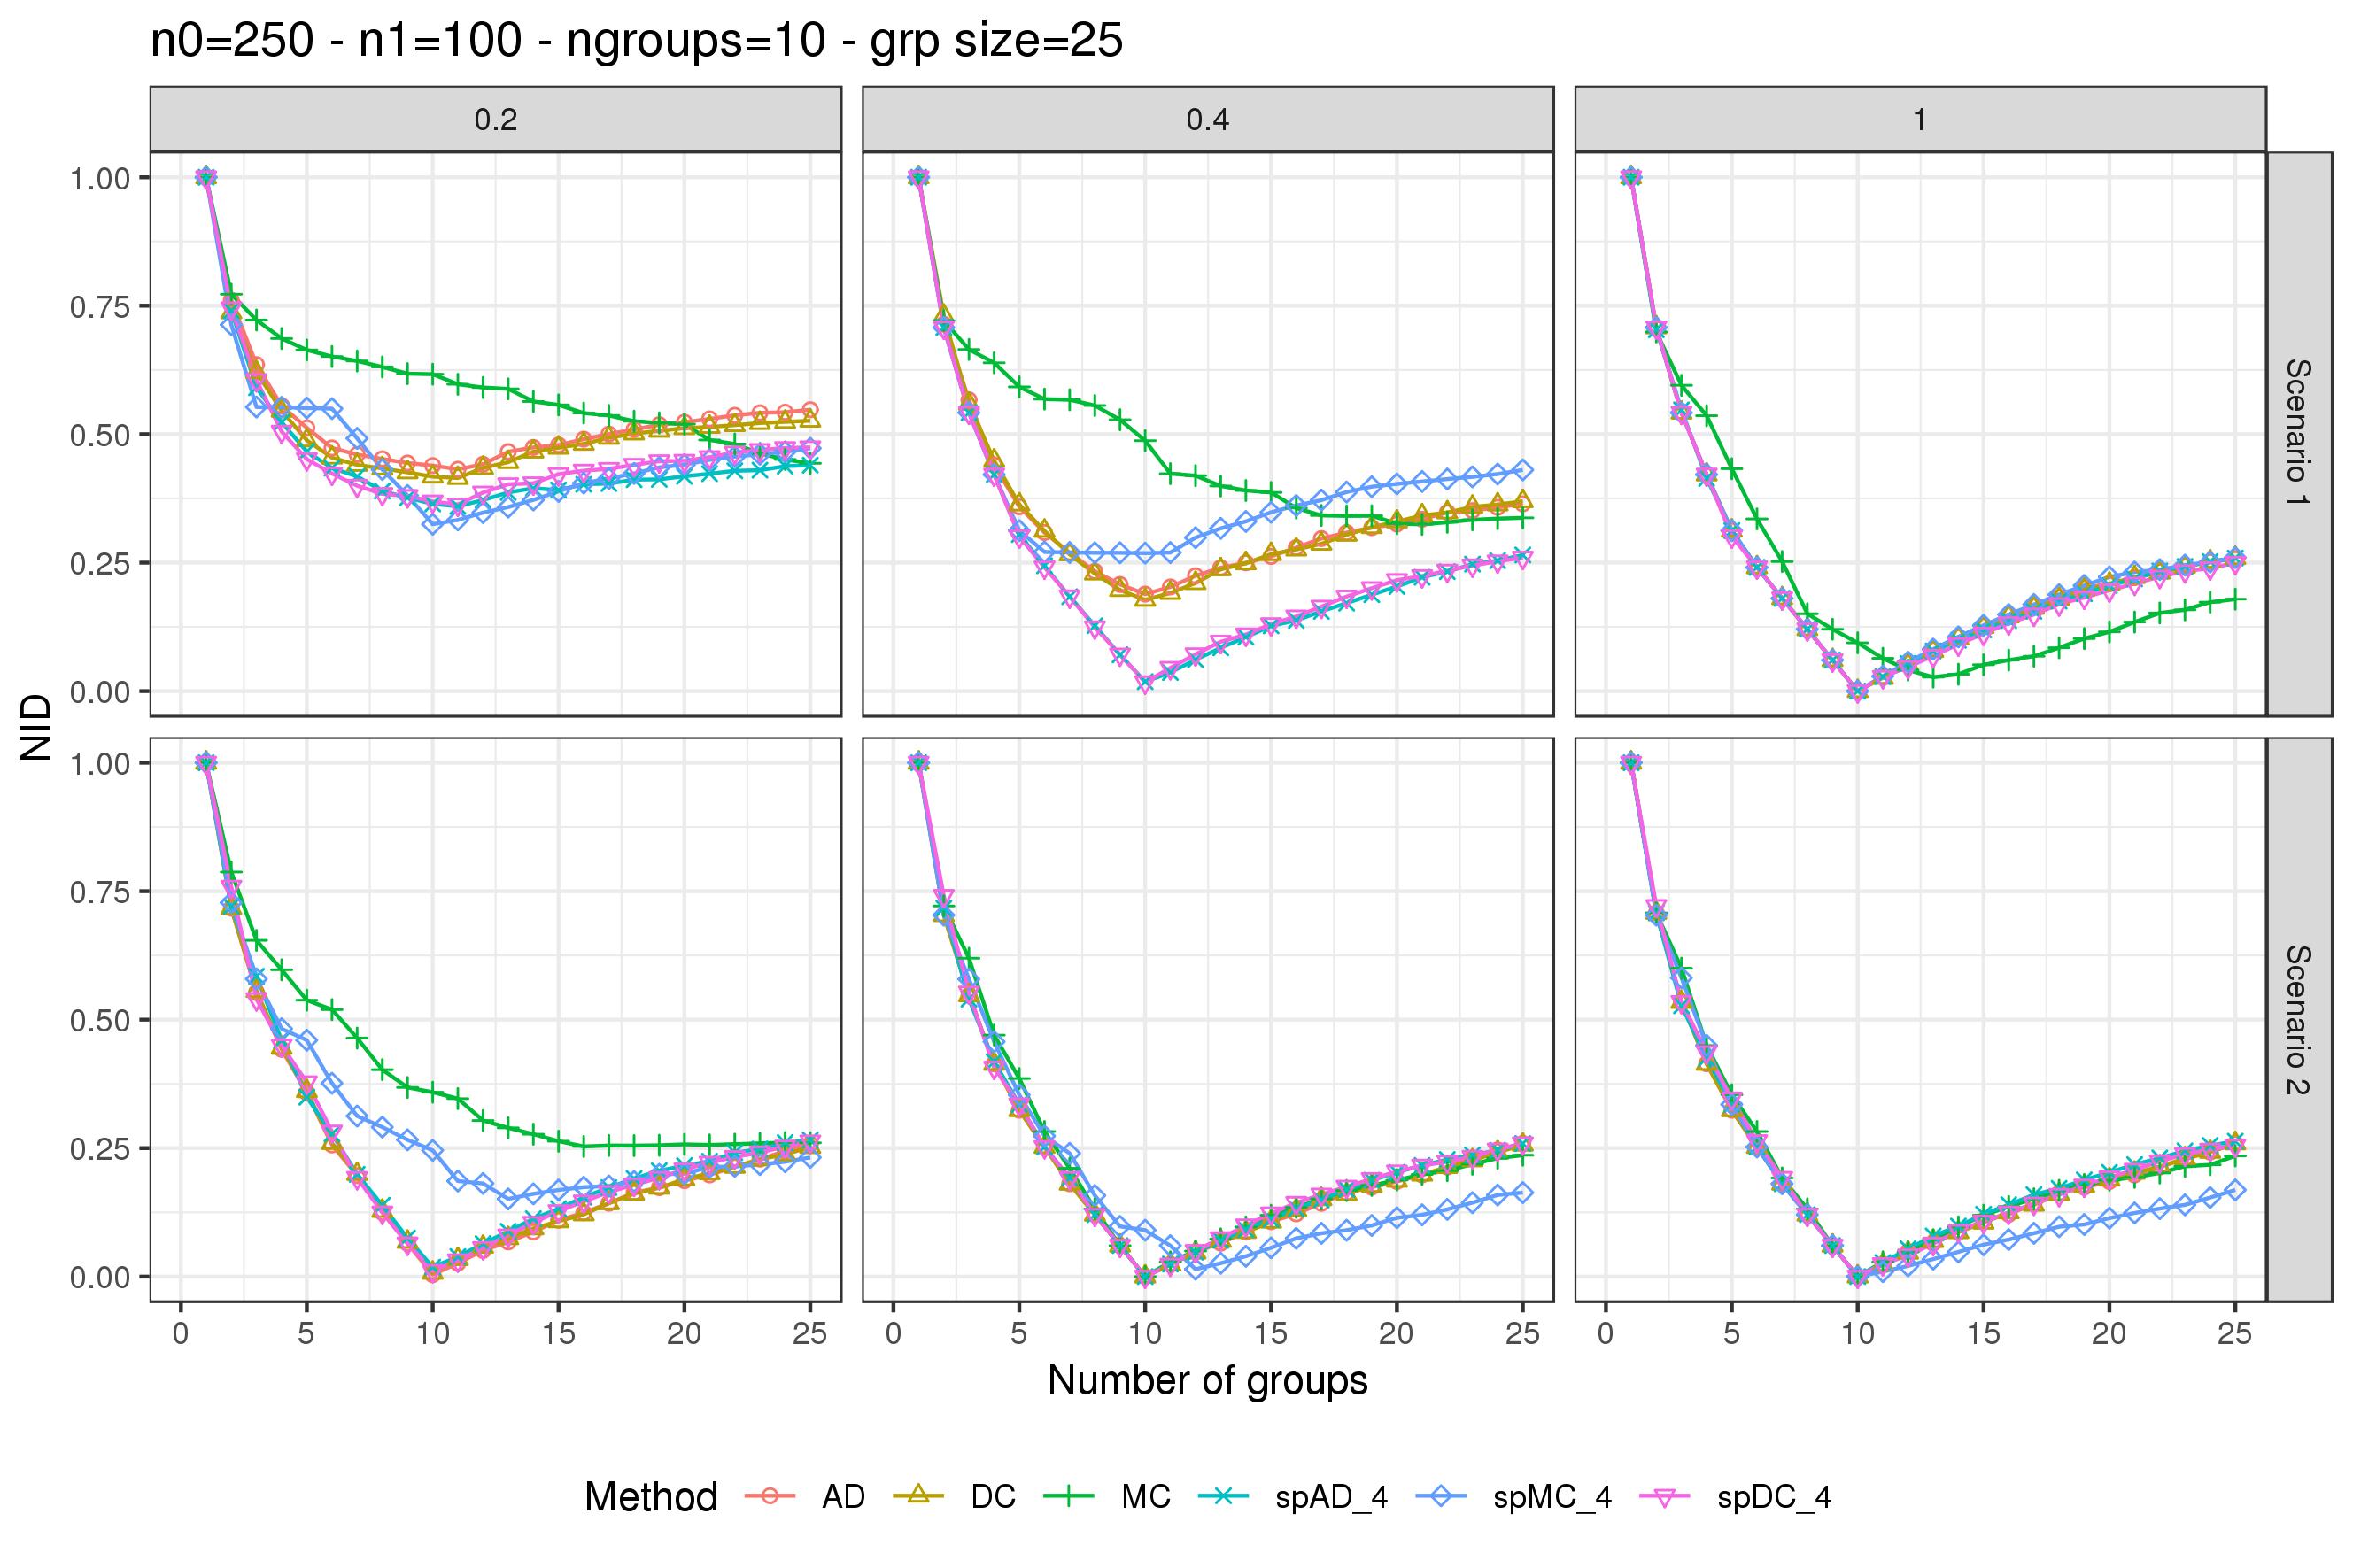 n0=250 - n1=100 - ngroups=10 - grp size=25
0.2 0.4 1
1.00
0.75
0.50
0.25
0.00
Scenario 1
NID
1.00
0.75
0.50
0.25
0.00
Scenario 2
0 5 10 15 20 25 0 5 10 15 20 25 0 5 10 15 20 25
Number of groups
Method AD DC MC spAD_4 spMC_4 spDC_4